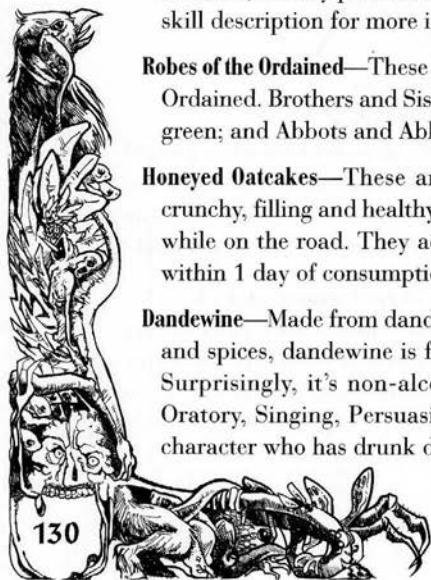 skill description for more i
Robes of the Ordained—These
Ordained. Brothers and Sis
green; and Abbots and Abb
Honeyed Oatcakes—These ar
crunchy, filling and healthy
while on the road. They a
within 1 day of consumptio
Dandewine—Made from dand
and spices, dandewine is f
Surprisingly, it's non-alco
Oratory, Singing, Persuasi
character who has drunk d
130